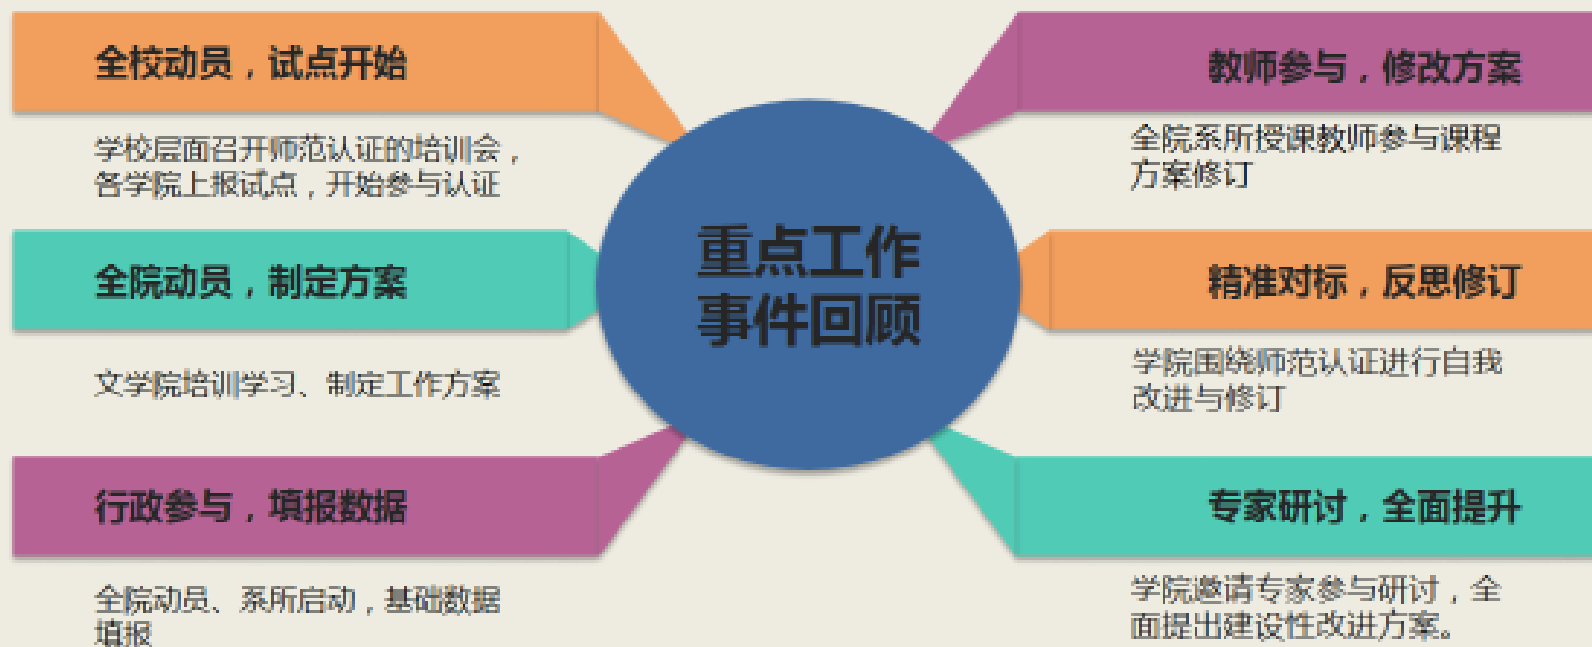 全校动员，试点开始
学校层面召开师范认证的培训会，
各学院上报试点，开始参与认证
全院动员，制定方案
文学院培训学习、制定工作方案
行政参与，填报数据
全院动员、系所启动，基础数据
填报
重点工作
事件回顾
教师参与，修改方案
全院系所授课教师参与课程
方案修订
精准对标，反思修订
学院围绕师范认证进行自我
改进与修订
专家研讨，全面提升
学院邀请专家参与研讨，全
面提出建设性改进方案。